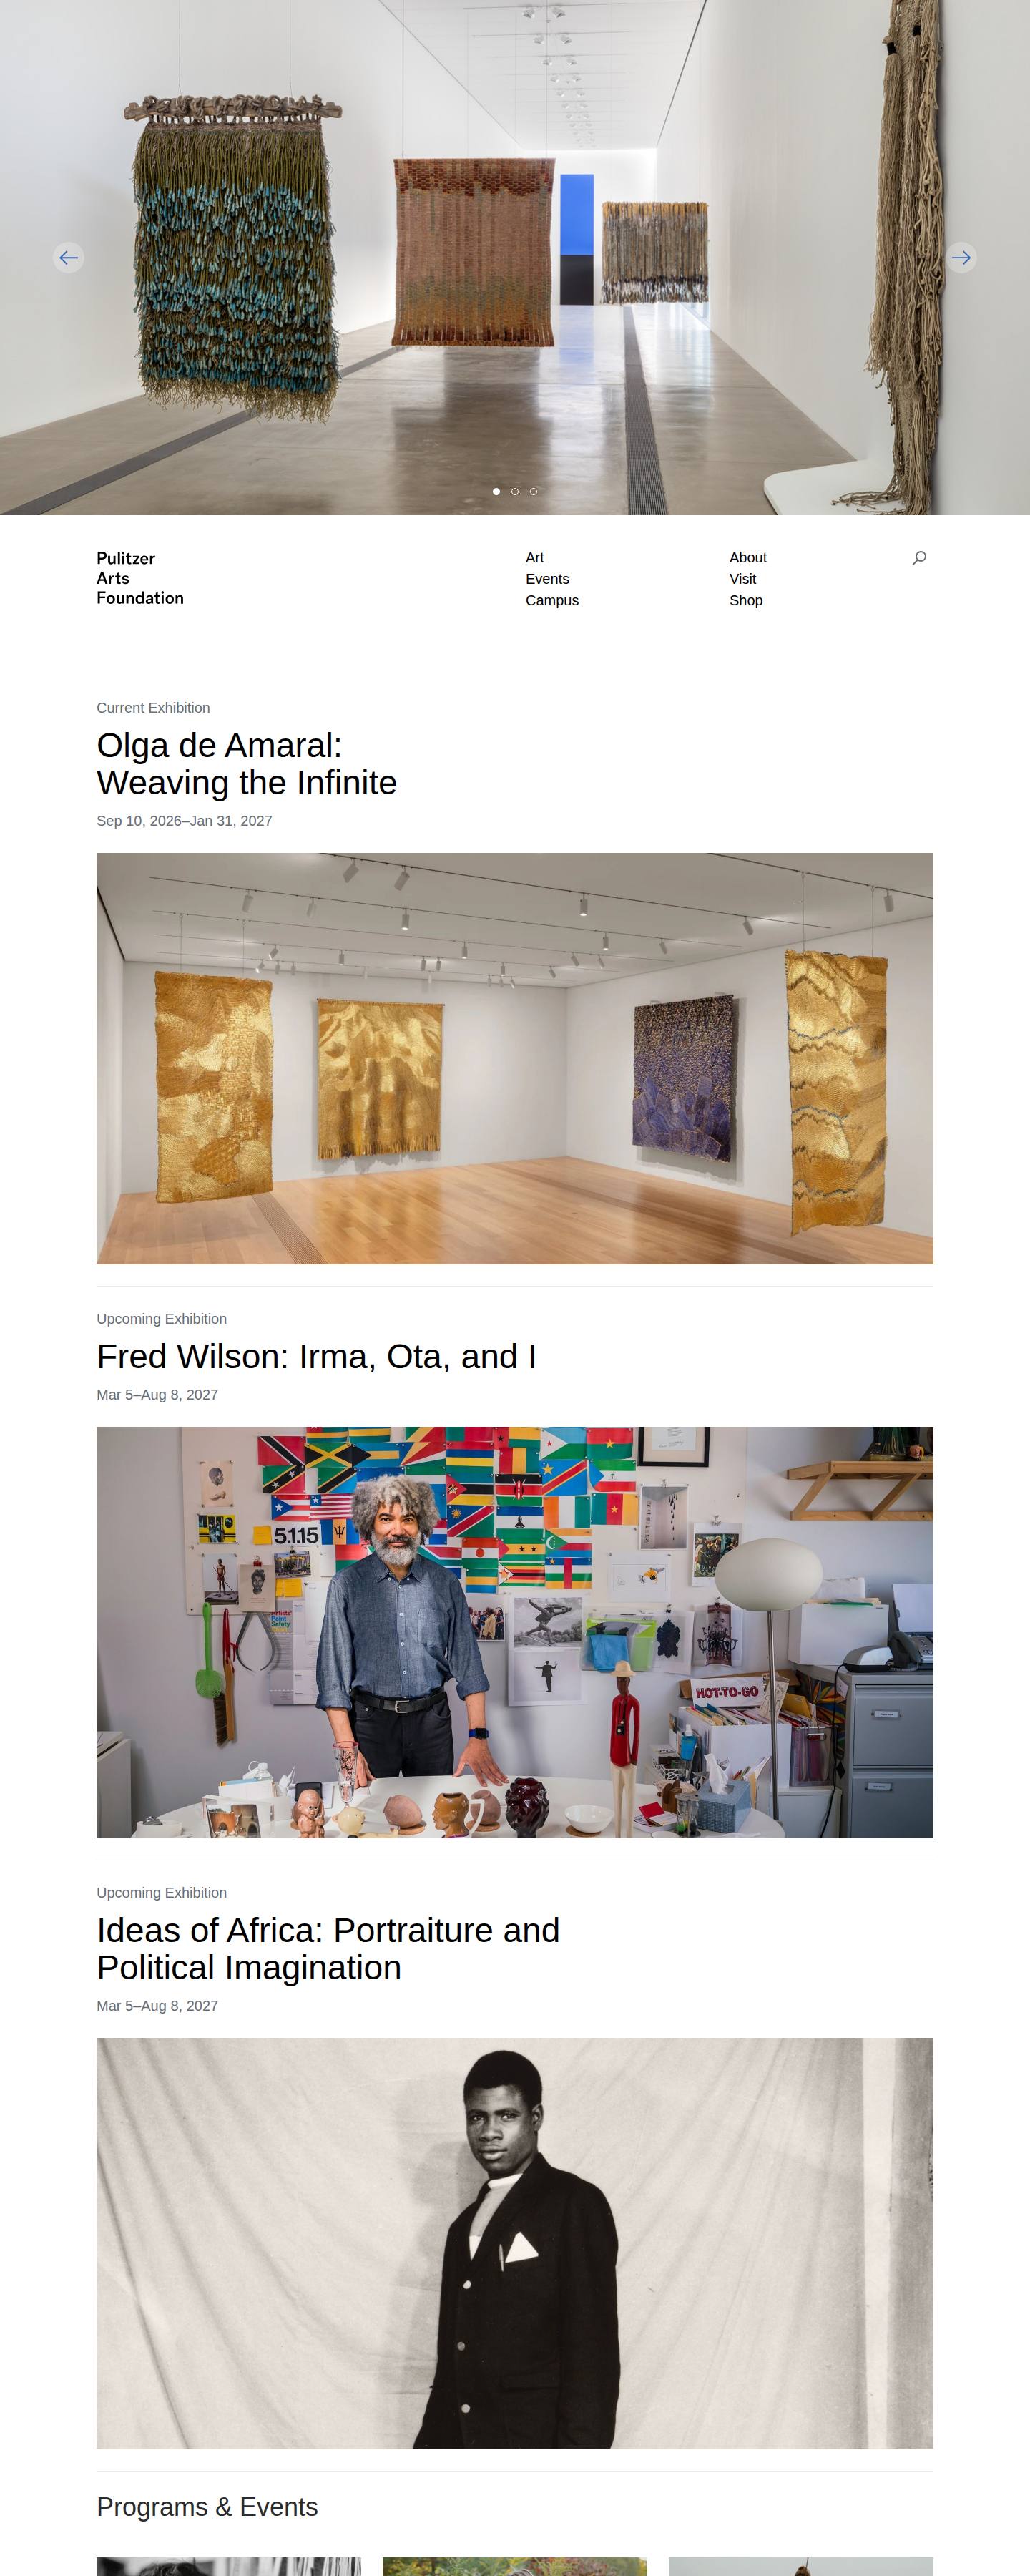 Pulitzer
Arts
Foundation
Art
Events
Campus
About
Visit
Shop
Current Exhibition
Olga de Amaral:
Weaving the Infinite
Sep 10, 2026–Jan 31, 2027
Upcoming Exhibition
Fred Wilson: Irma, Ota, and I
Mar 5–Aug 8, 2027
5.1.15
Artists'
Paint
Safety
HOT-TO-GO
Upcoming Exhibition
Ideas of Africa: Portraiture and
Political Imagination
Mar 5–Aug 8, 2027
Programs & Events